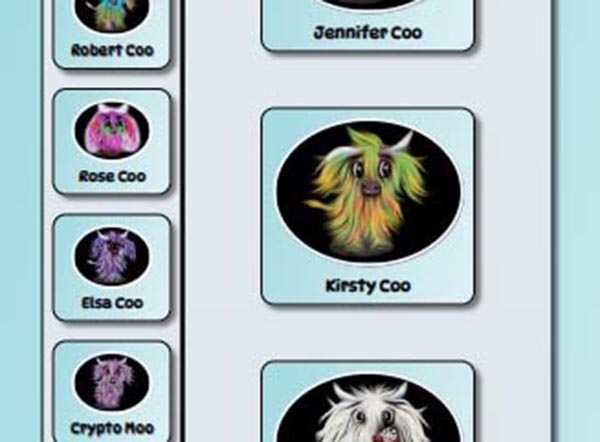 Robert Coo
Rose Coo
Elsa Coo
Crypto Moo
Jennifer Coo
Kirsty Coo